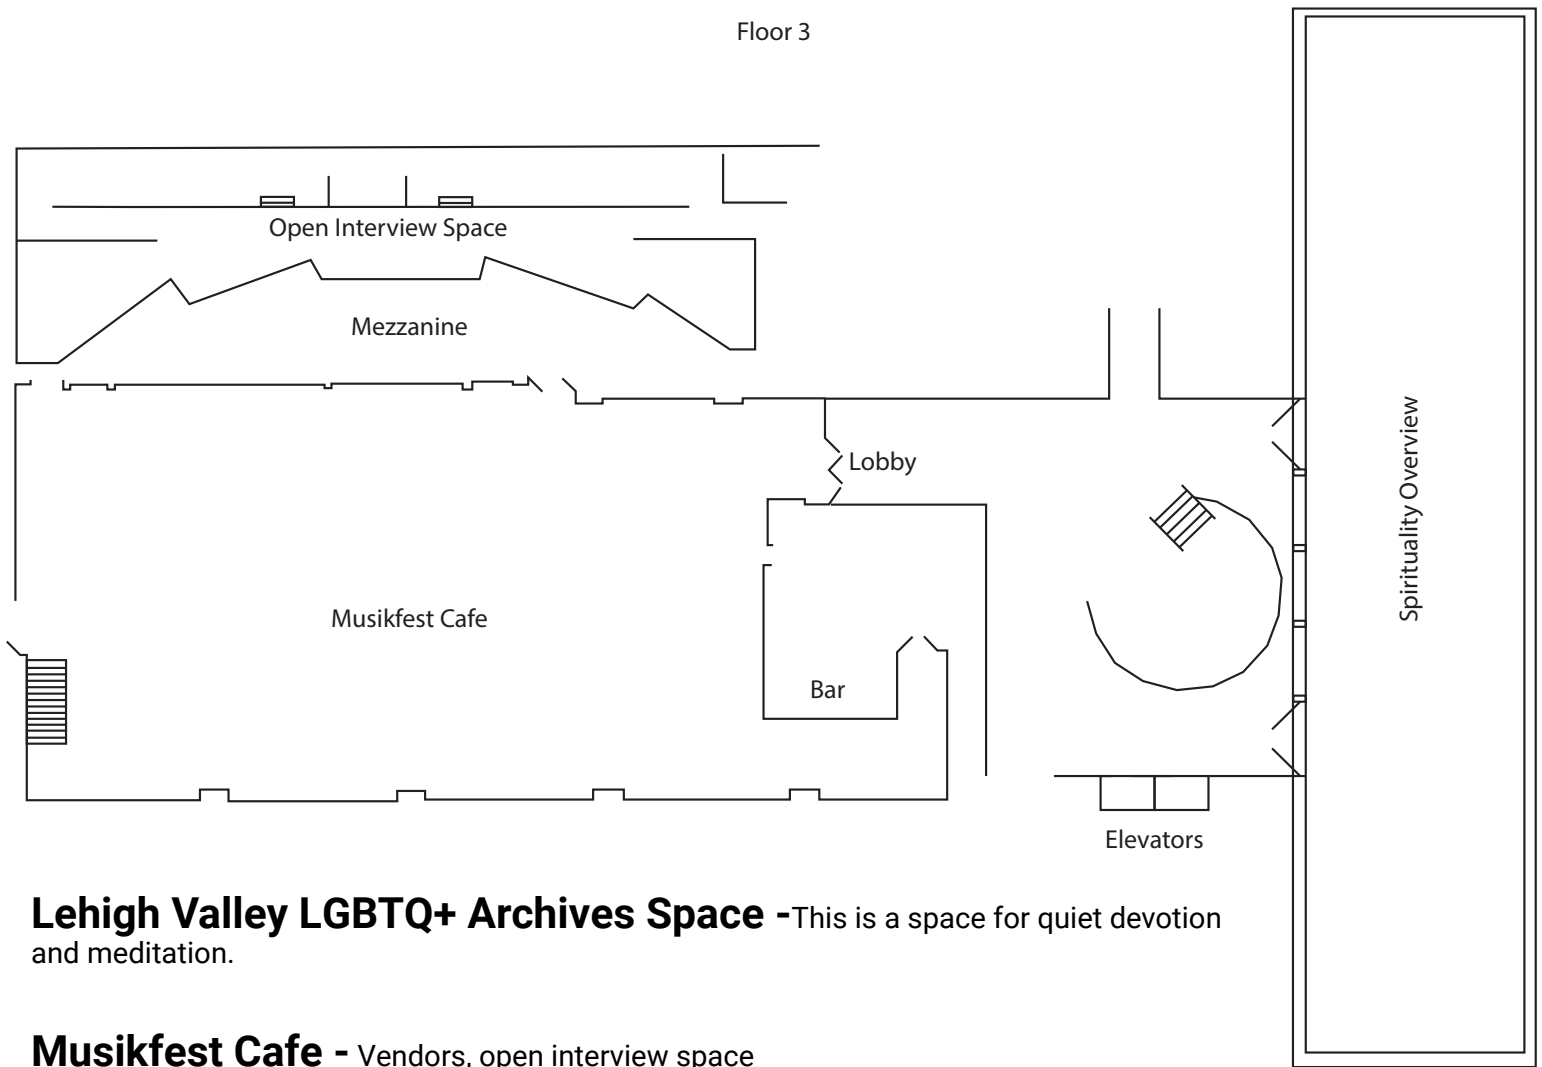 Floor 3
Open Interview Space
Mezzanine
Lobby
Spirituality Overview
Musikfest Cafe
Bar
Elevators
Lehigh Valley LGBTQ+ Archives Space -This is a space for quiet devotion
and meditation.
Musikfest Cafe - Vendors, open interview space